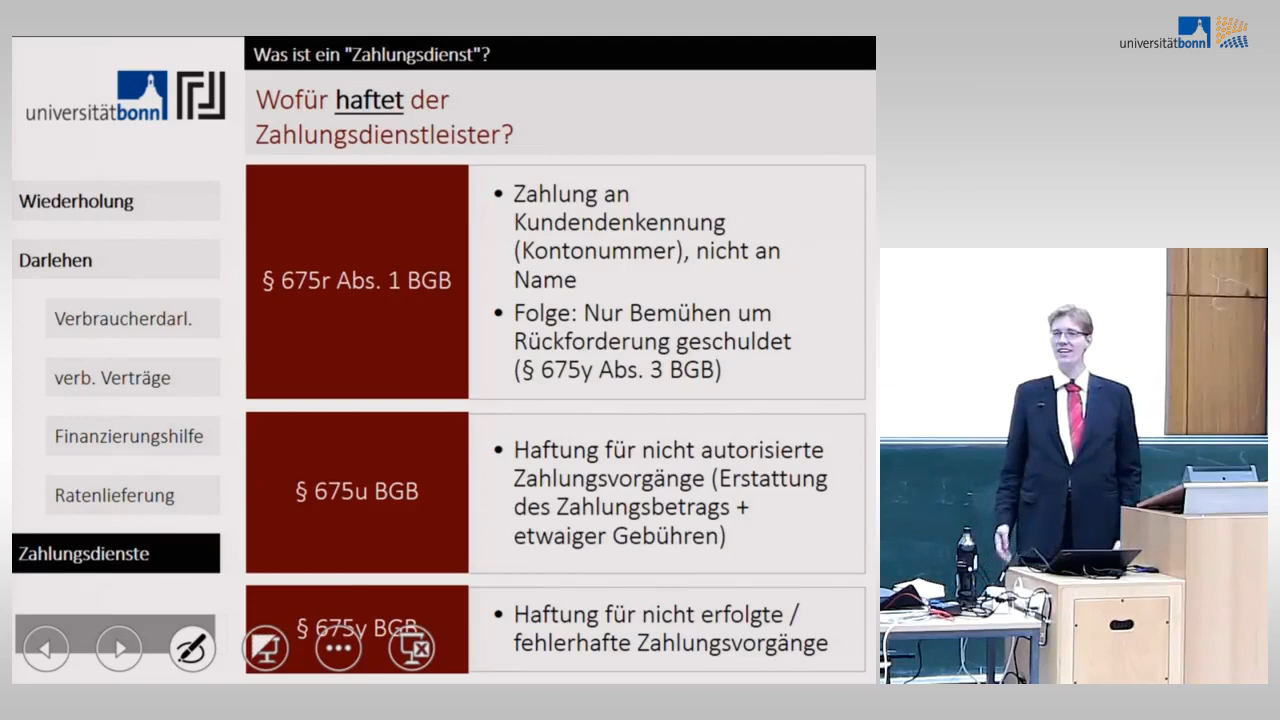 universitätbonn
Was ist ein "Zahlungsdienst"?
universitätbonn
Wofür haftet der
Zahlungsdienstleister?
Wiederholung
Darlehen
Verbraucherdarl.
verb. Verträge
Finanzierungshilfe
Ratenlieferung
Zahlungsdienste
§ 675r Abs. 1 BGB
• Zahlung an
Kundendenkennung
(Kontonummer), nicht an
Name
• Folge: Nur Bemühen um
Rückforderung geschuldet
(§ 675y Abs. 3 BGB)
§ 675u BGB
• Haftung für nicht autorisierte
Zahlungsvorgänge (Erstattung
des Zahlungsbetrags +
etwaiger Gebühren)
§ 675y BGB
• Haftung für nicht erfolgte /
fehlerhafte Zahlungsvorgänge